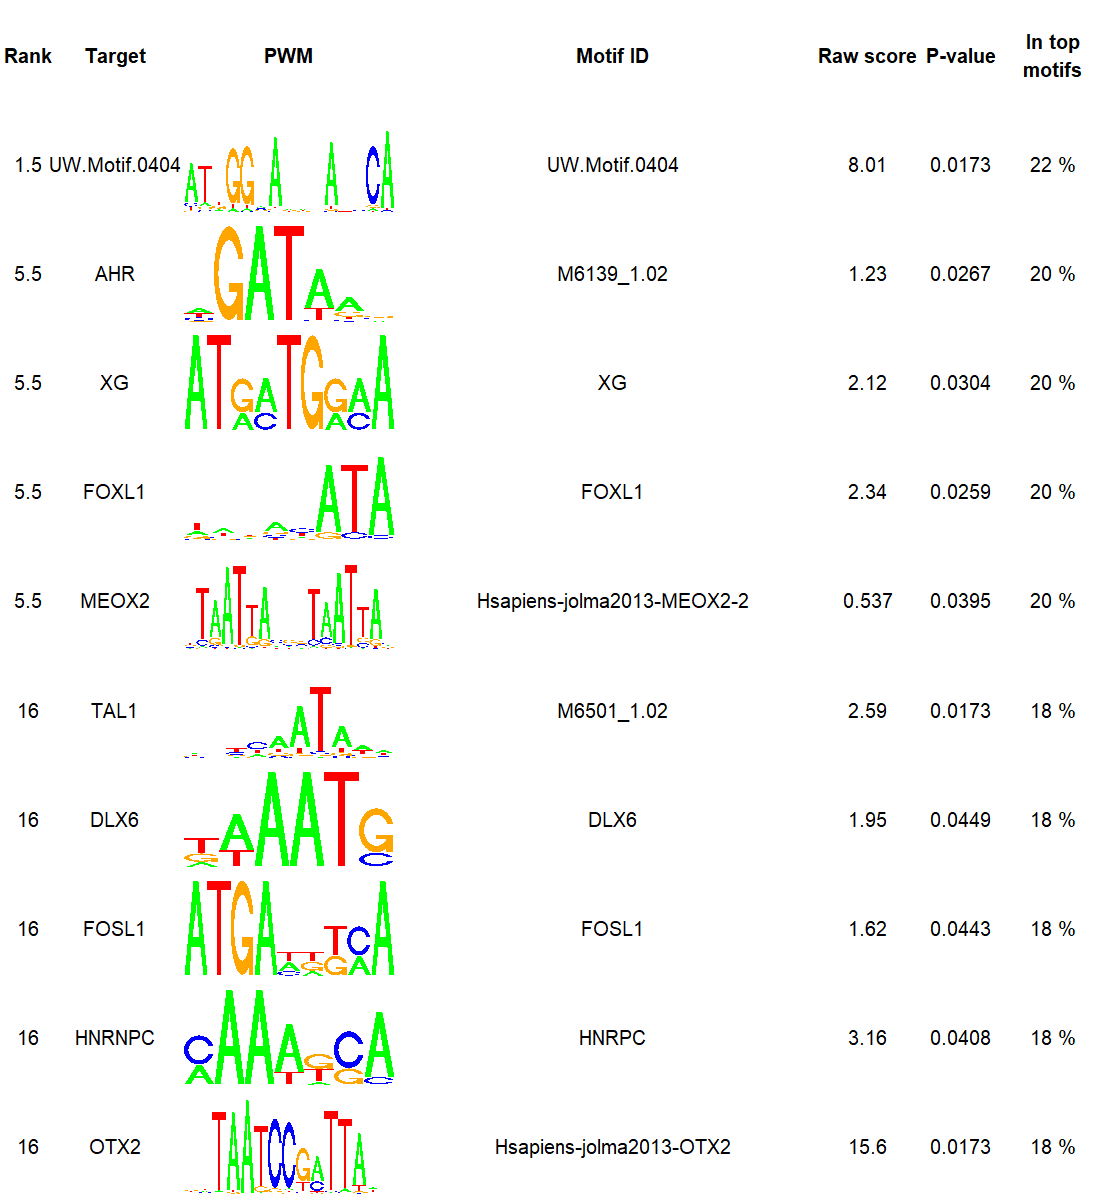 Rank Target PWM Motif ID Raw score P-value In top motifs
1.5 UW.Motif.0404 UW.Motif.0404 8.01 0.0173 22 %
5.5 AHR M6139_1.02 1.23 0.0267 20 %
5.5 XG XG 2.12 0.0304 20 %
5.5 FOXL1 FOXL1 2.34 0.0259 20 %
5.5 MEOX2 Hsapiens-jolma2013-MEOX2-2 0.537 0.0395 20 %
16 TAL1 M6501_1.02 2.59 0.0173 18 %
16 DLX6 DLX6 1.95 0.0449 18 %
16 FOSL1 FOSL1 1.62 0.0443 18 %
16 HNRNPC HNRPC 3.16 0.0408 18 %
16 OTX2 Hsapiens-jolma2013-OTX2 15.6 0.0173 18 %